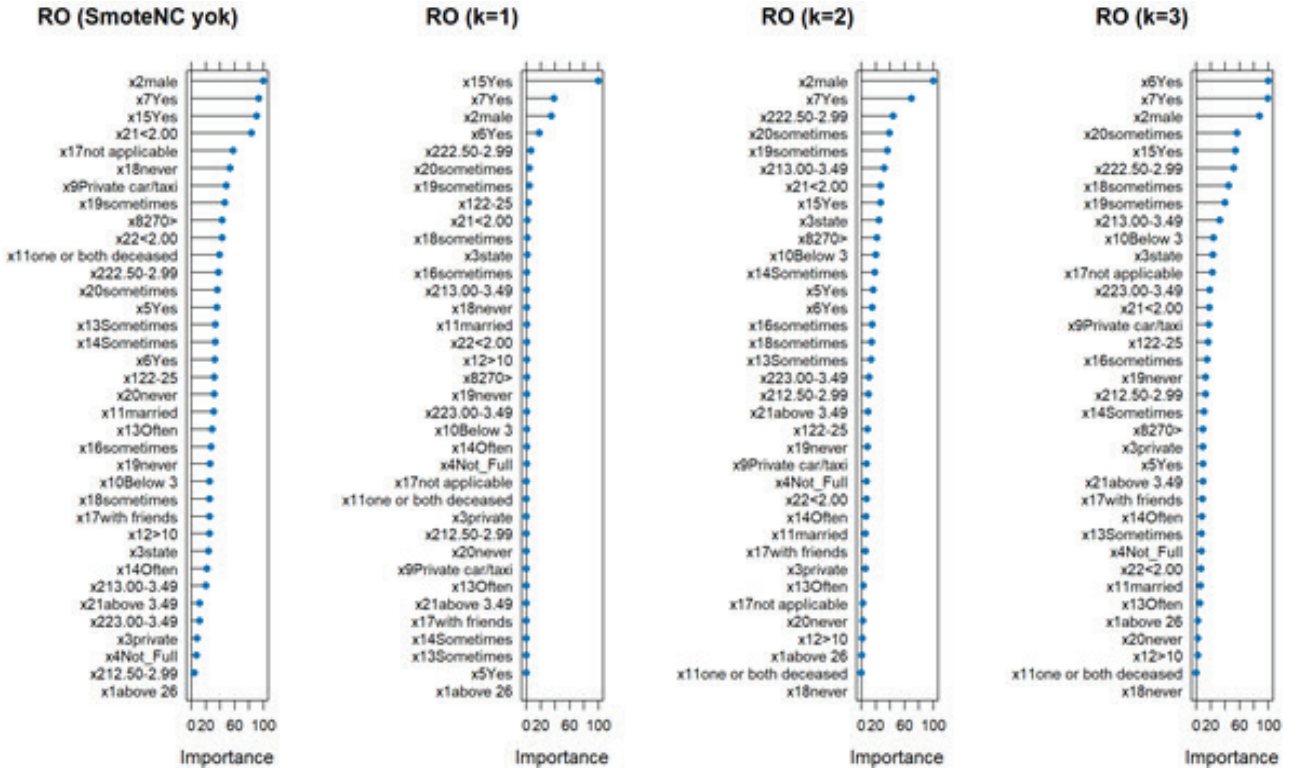 RO (SmoteNC yok)
x2male
x7Yes
x15Yes
x21<2.00
x17not applicable
x18never
x9Private car/taxi
x19sometimes
x8270>
x22<2.00
x11one or both deceased
x222.50-2.99
x20sometimes
x5Yes
x13Sometimes
x14Sometimes
x6Yes
x122-25
x20never
x11married
x13Often
x16sometimes
x19never
x10Below 3
x18sometimes
x17with friends
x12>10
x3state
x14Often
x213.00-3.49
x21above 3.49
x223.00-3.49
x3private
x4Not_Full
x212.50-2.99
x1above 26
020 60 100
Importance
RO (k=1)
x15Yes
x7Yes
x2male
x6Yes
x222.50-2.99
x20sometimes
x19sometimes
x122-25
x21<2.00
x18sometimes
x3state
x16sometimes
x213.00-3.49
x18never
x11married
x22<2.00
x12>10
x8270>
x19never
x223.00-3.49
x10Below 3
x14Often
x4Not_Full
x17not applicable
x11one or both deceased
x3private
x212.50-2.99
x20never
x9Private car/taxi
x13Often
x21above 3.49
x17with friends
x14Sometimes
x13Sometimes
x5Yes
x1above 26
020 60 100
Importance
RO (k=2)
x2male
x7Yes
x222.50-2.99
x20sometimes
x19sometimes
x213.00-3.49
x21<2.00
x15Yes
x3state
x8270>
x10Below 3
x14Sometimes
x5Yes
x6Yes
x16sometimes
x18sometimes
x13Sometimes
x223.00-3.49
x212.50-2.99
x21above 3.49
x122-25
x19never
x9Private car/taxi
x4Not_Full
x22<2.00
x14Often
x11married
x17with friends
x3private
x13Often
x17not applicable
x20never
x12>10
x1above 26
x11one or both deceased
x18never
020 60 100
Importance
RO (k=3)
x6Yes
x7Yes
x2male
x20sometimes
x15Yes
x222.50-2.99
x18sometimes
x19sometimes
x213.00-3.49
x10Below 3
x3state
x17not applicable
x223.00-3.49
x21<2.00
x9Private car/taxi
x122-25
x16sometimes
x19never
x212.50-2.99
x14Sometimes
x8270>
x3private
x5Yes
x21above 3.49
x17with friends
x14Often
x13Sometimes
x4Not_Full
x22<2.00
x11married
x13Often
x1above 26
x20never
x12>10
x11one or both deceased
x18never
020 60 100
Importance